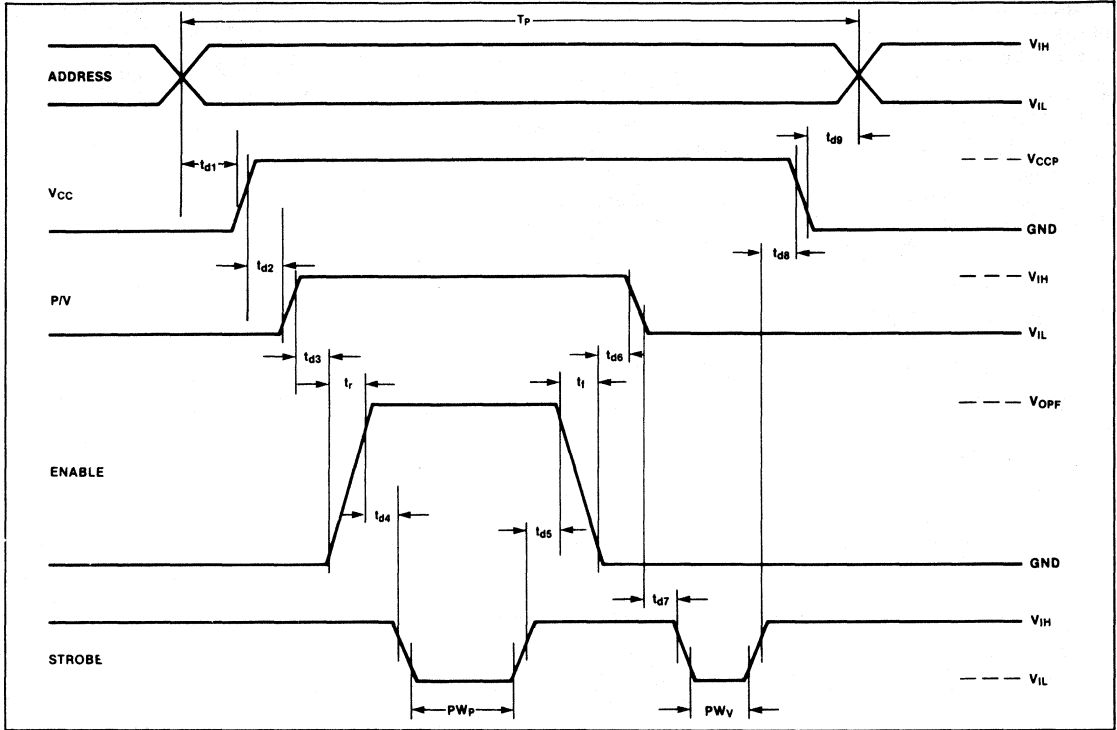 TP
VIH
ADDRESS
VIL
td9
td1
VCCP
VCC
GND
td8
td2
VIH
P/V
VIL
td3
td6
tr
tf
VOPF
ENABLE
td4
td5
GND
td7
VIH
STROBE
VIL
PWP
PWV